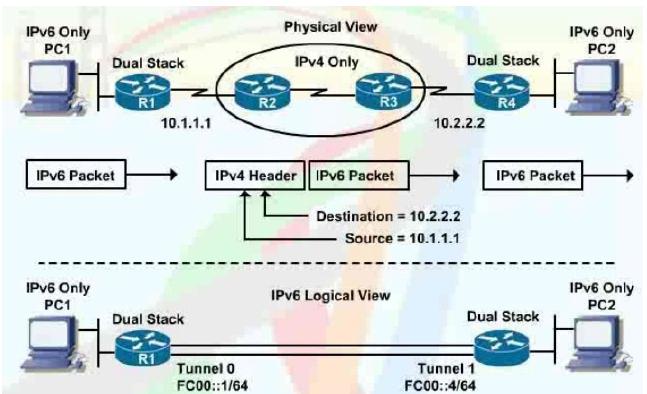 Physical View
IPv6 Only
PC1
Dual Stack
IPv4 Only
Dual Stack
IPv6 Only
PC2
R1
R2
R3
R4
10.1.1.1
10.2.2.2
IPv6 Packet
IPv4 Header
IPv6 Packet
IPv6 Packet
Destination = 10.2.2.2
Source = 10.1.1.1
IPv6 Only
PC1
Dual Stack
IPv6 Logical View
Dual Stack
IPv6 Only
PC2
R1
Tunnel 0
FC00::1/64
Tunnel 1
FC00::4/64